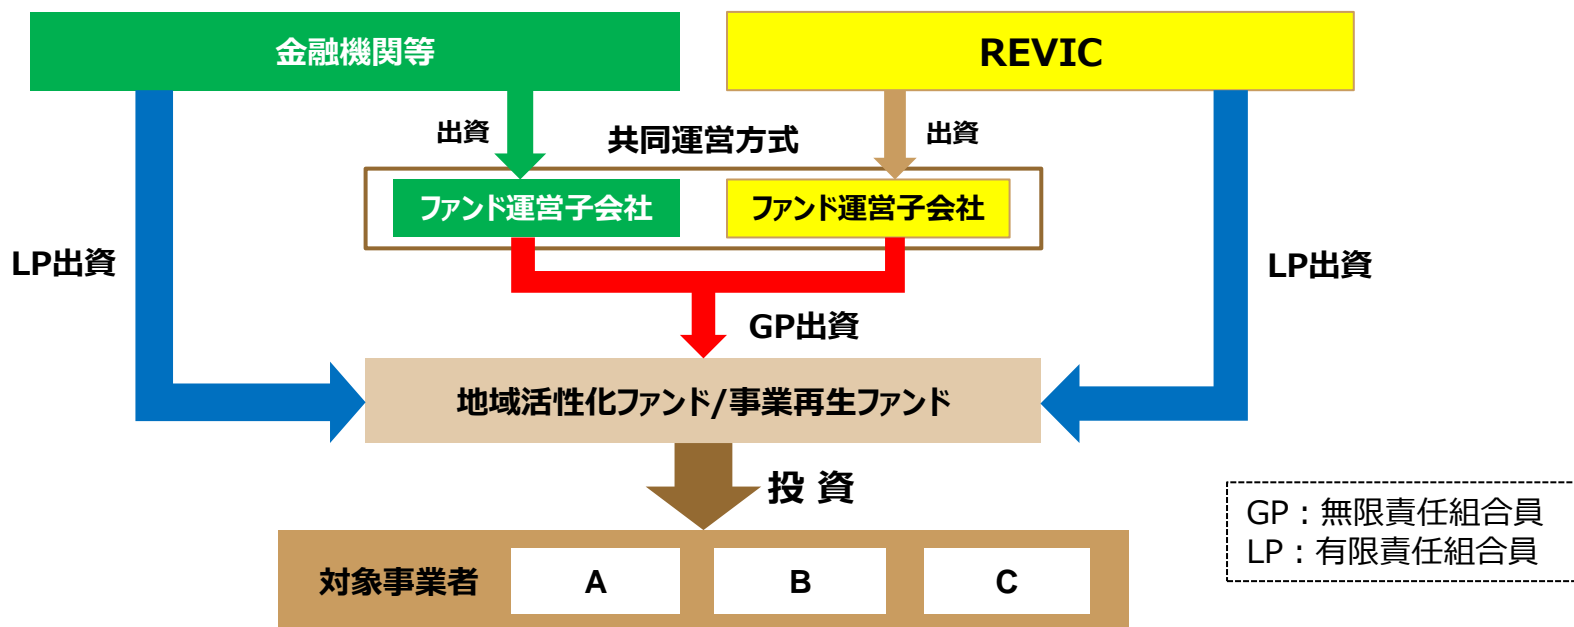 金融機関等
REVIC
出資
共同運営方式
出資
ファンド運営子会社
ファンド運営子会社
LP出資
LP出資
GP出資
地域活性化ファンド/事業再生ファンド
投 資
GP：無限責任組合員
LP：有限責任組合員
対象事業者
A
B
C